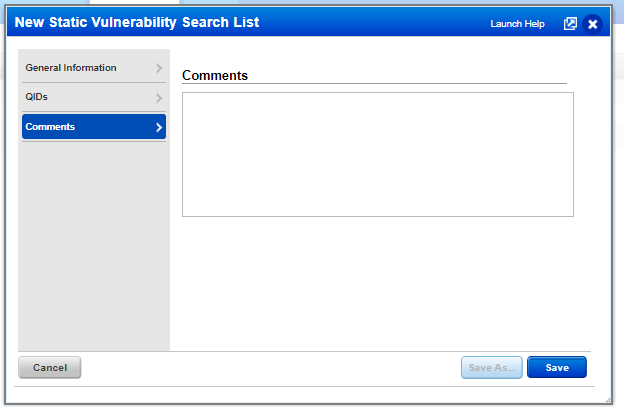 New Static Vulnerability Search List
Launch Help
General Information
QIDs
Comments
Comments
Cancel
Save As...
Save